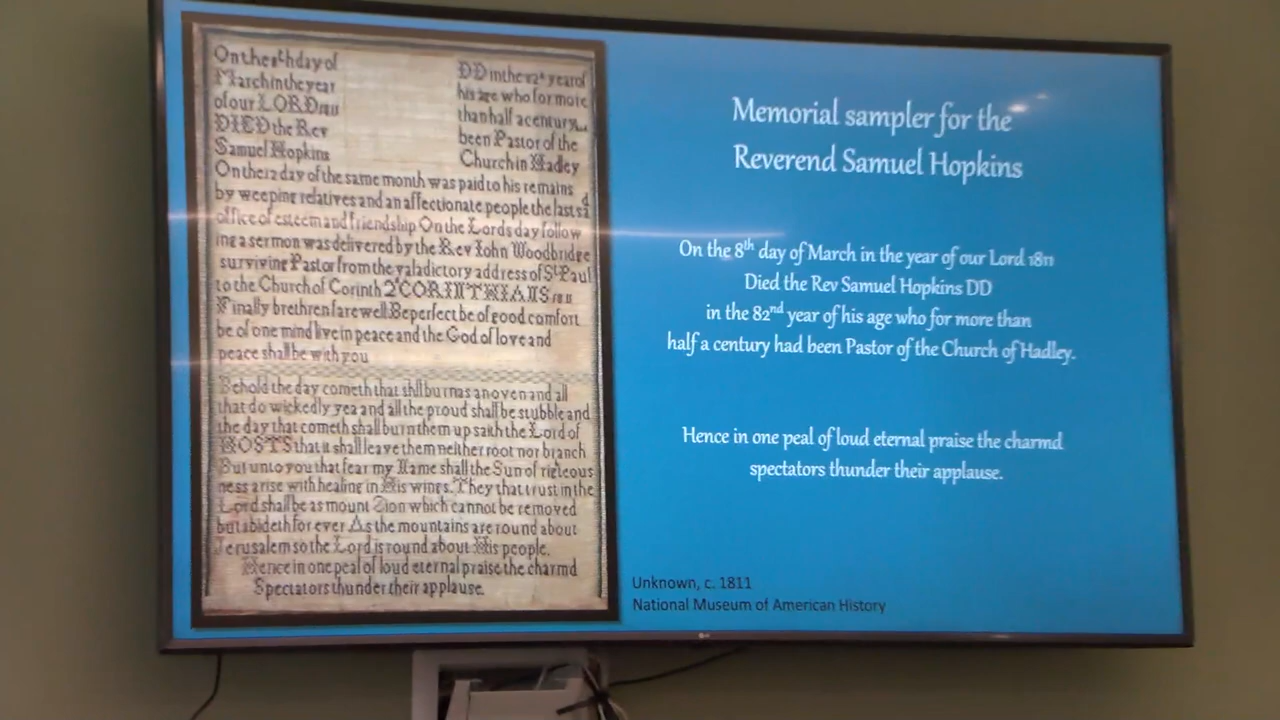 On the 8th day of
March in the year
of our LORD 1811
DIED the Rev
Samuel Hopkins
DD in the 82d year of
his age who for more
than half a century
been Pastor of the
Church in Hadley
On the 12 day of the same month was paid to his remains
by weeping relatives and an affectionate people the last sd
office of esteem and friendship On the Lords day follow
ing a sermon was delivered by the Rev Iohn Woodbridge
surviving Pastor from the valadictory address of St Paul
to the Church of Corinth 2d CORINTHIANS
Finally brethren farewell Be perfect be of good comfort
be of one mind live in peace and the God of love and
peace shall be with you
Behold the day cometh that shll burn as an oven and all
that do wickedly yea and all the proud shall be stubble and
the day that cometh shall burn them up saith the Lord of
HOSTS that it shall leave them neither root nor branch
But unto you that fear my Name shall the Sun of righteous
ness arise with healing in His wings. They that trust in the
Lord shall be as mount Zion which cannot be removed
but abideth for ever As the mountains are round about
Jerusalem so the Lord is round about His people.
Hence in one peal of loud eternal praise the charmd
Spectators thunder their applause.
Memorial sampler for the
Reverend Samuel Hopkins
On the 8th day of March in the year of our Lord 1811
Died the Rev Samuel Hopkins DD
in the 82nd year of his age who for more than
half a century had been Pastor of the Church of Hadley.
Hence in one peal of loud eternal praise the charmd
spectators thunder their applause.
Unknown, c. 1811
National Museum of American History
LG